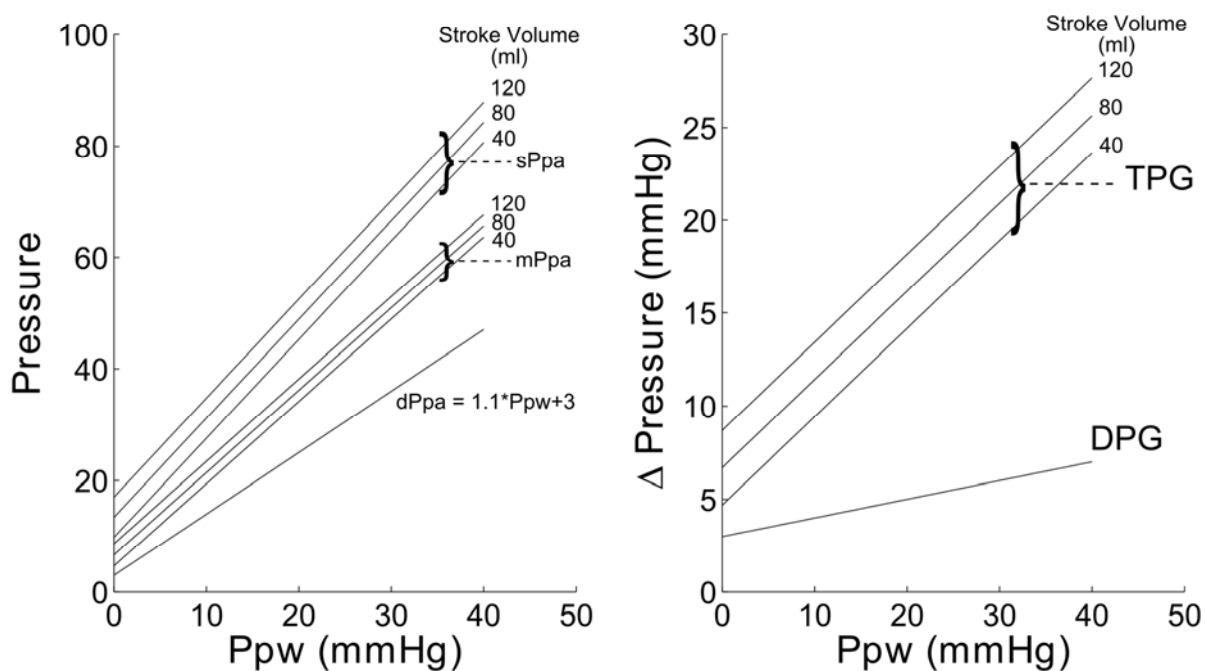 100
80
60
40
20
0
Pressure
Stroke Volume
(ml)
120
80
40
sPpa
120
80
40
mPpa
dPpa = 1.1*Ppw+3
0 10 20 30 40 50
Ppw (mmHg)
30
25
20
15
10
5
0
Δ Pressure (mmHg)
Stroke Volume
(ml)
120
80
40
TPG
DPG
0 10 20 30 40 50
Ppw (mmHg)